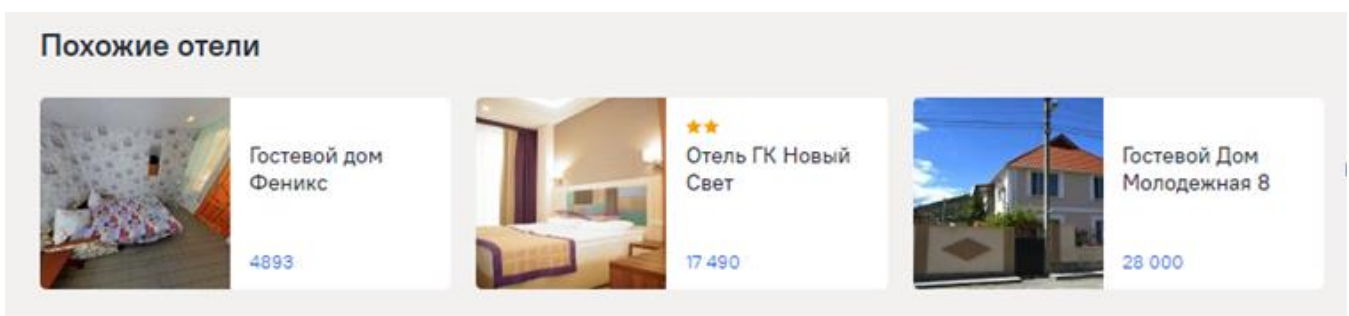 Похожие отели
Гостевой дом
Феникс
4893
Отель ГК Новый
Свет
17 490
Гостевой Дом
Молодежная 8
28 000